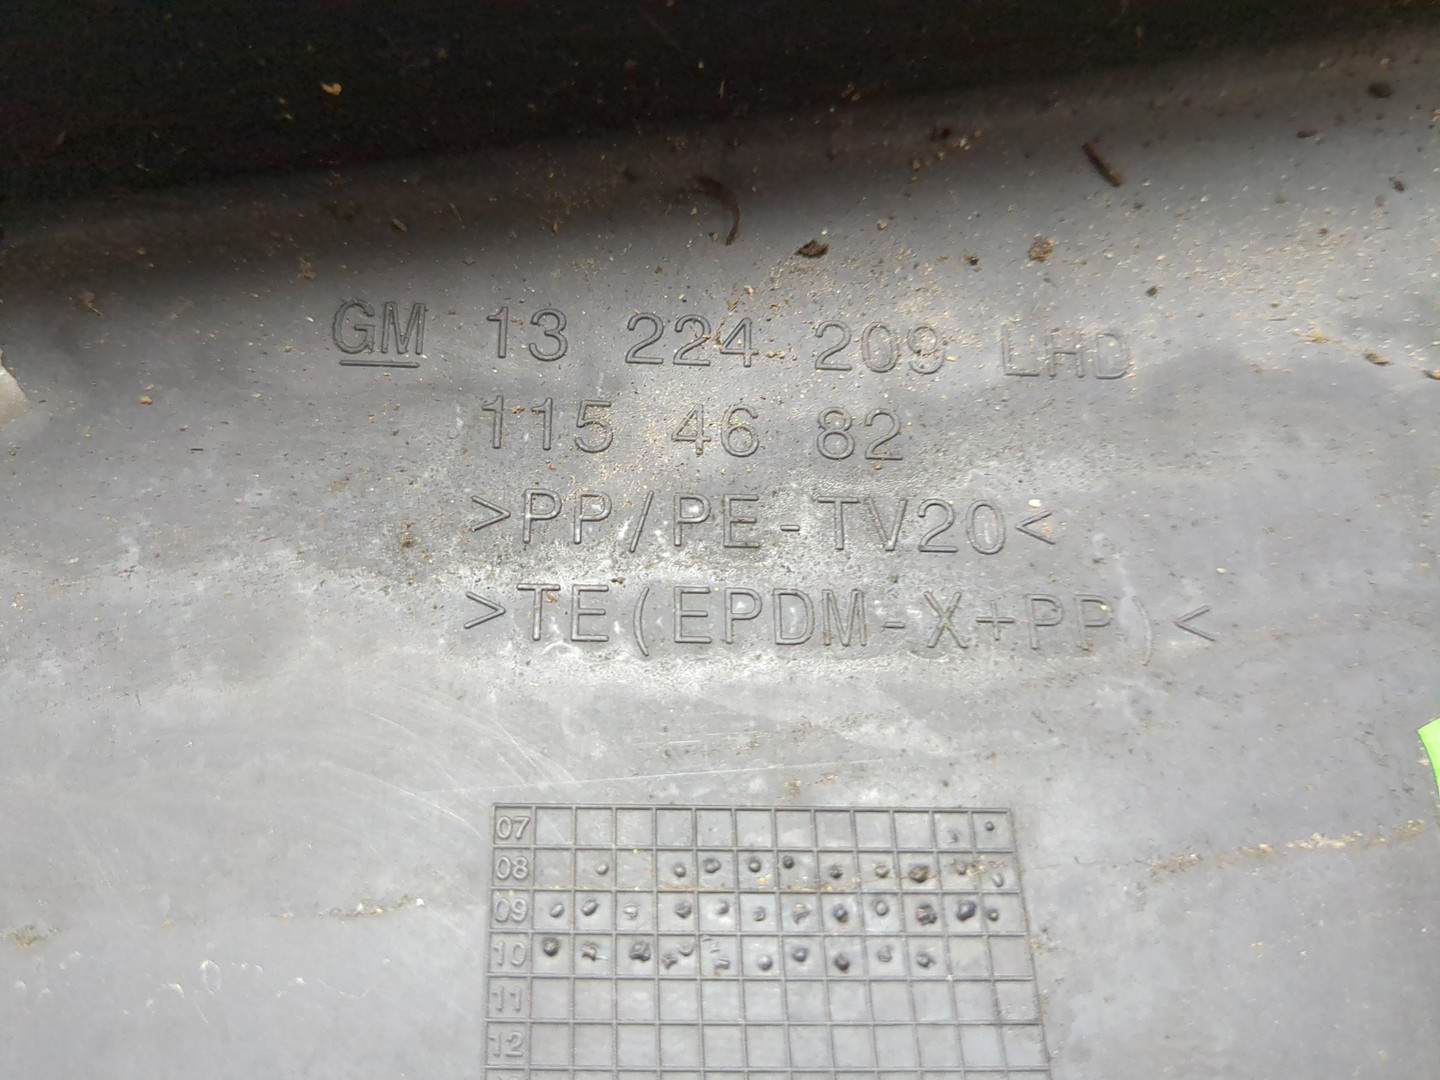 GM 13 224 209 LHD
115 46 82
>PP/PE-TV20<
>TE(EPDM-X+PP)<
07
08
09
10
11
12